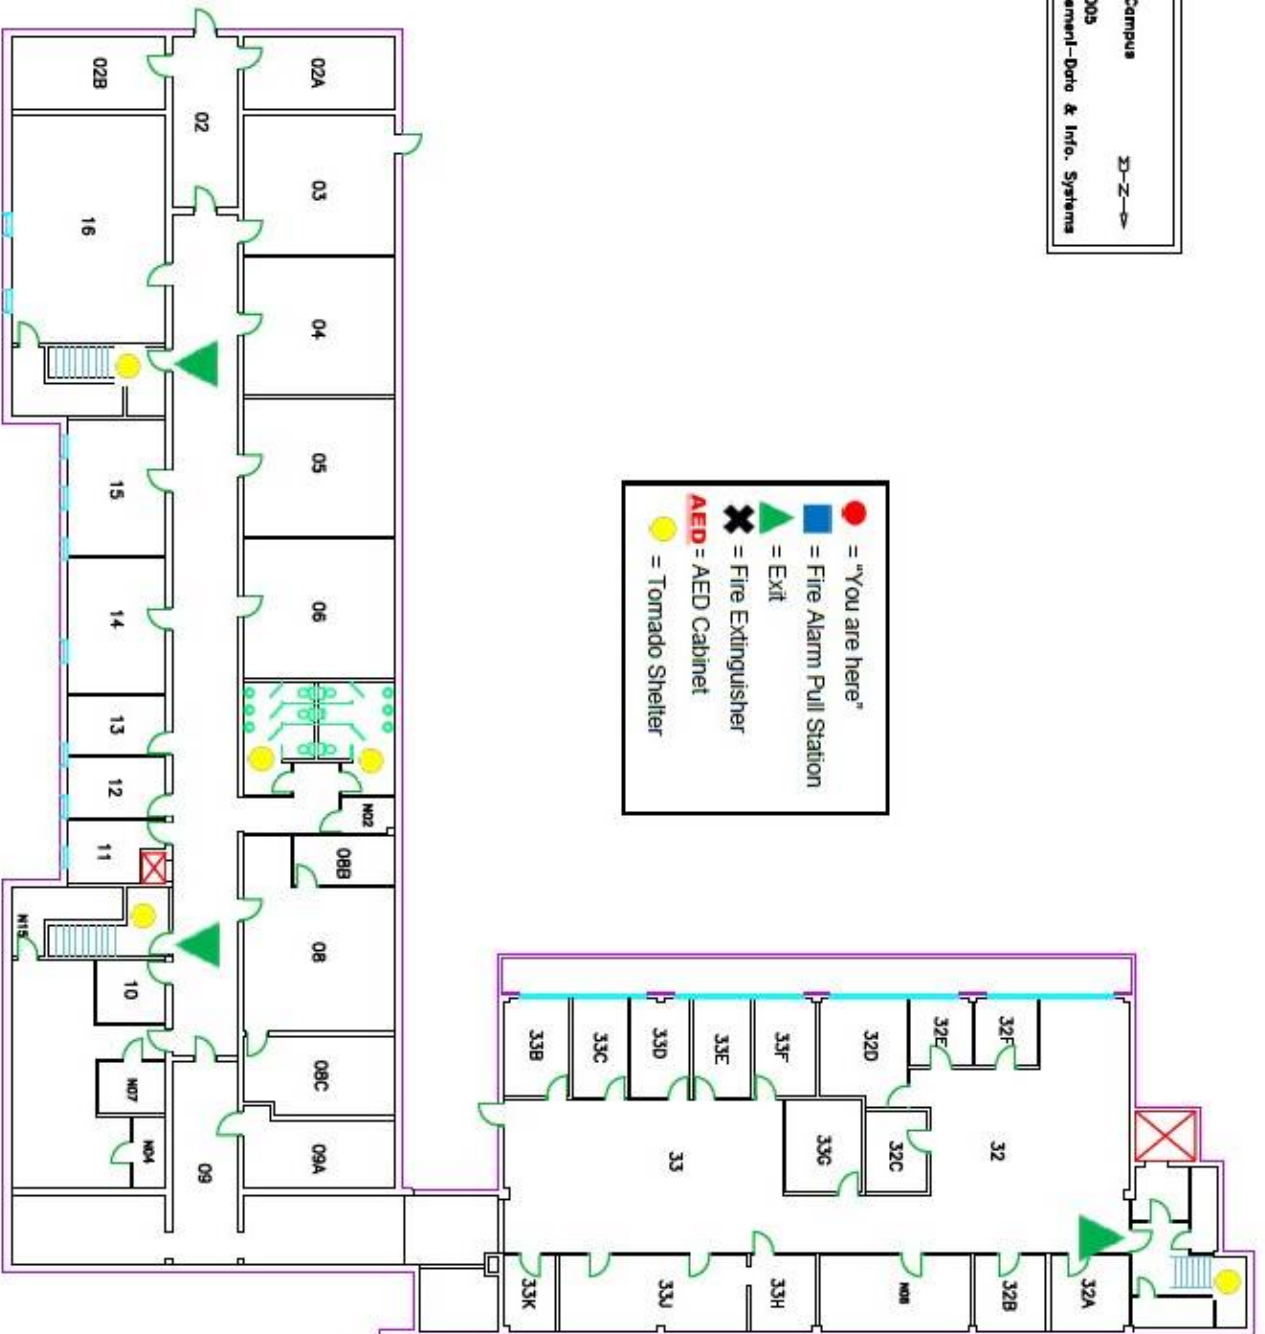 Campus
N
005
ement-Data & Info. Systems
= "You are here"
= Fire Alarm Pull Station
= Exit
= Fire Extinguisher
AED = AED Cabinet
= Tornado Shelter
32F
32E
32D
33F
33E
33D
33C
33B
32
32C
33G
33
32A
32B
N08
33H
33J
33K
02A
03
04
05
06
N02
08B
08
08C
09A
02
09
02B
16
15
14
13
12
11
N15
10
N07
N04